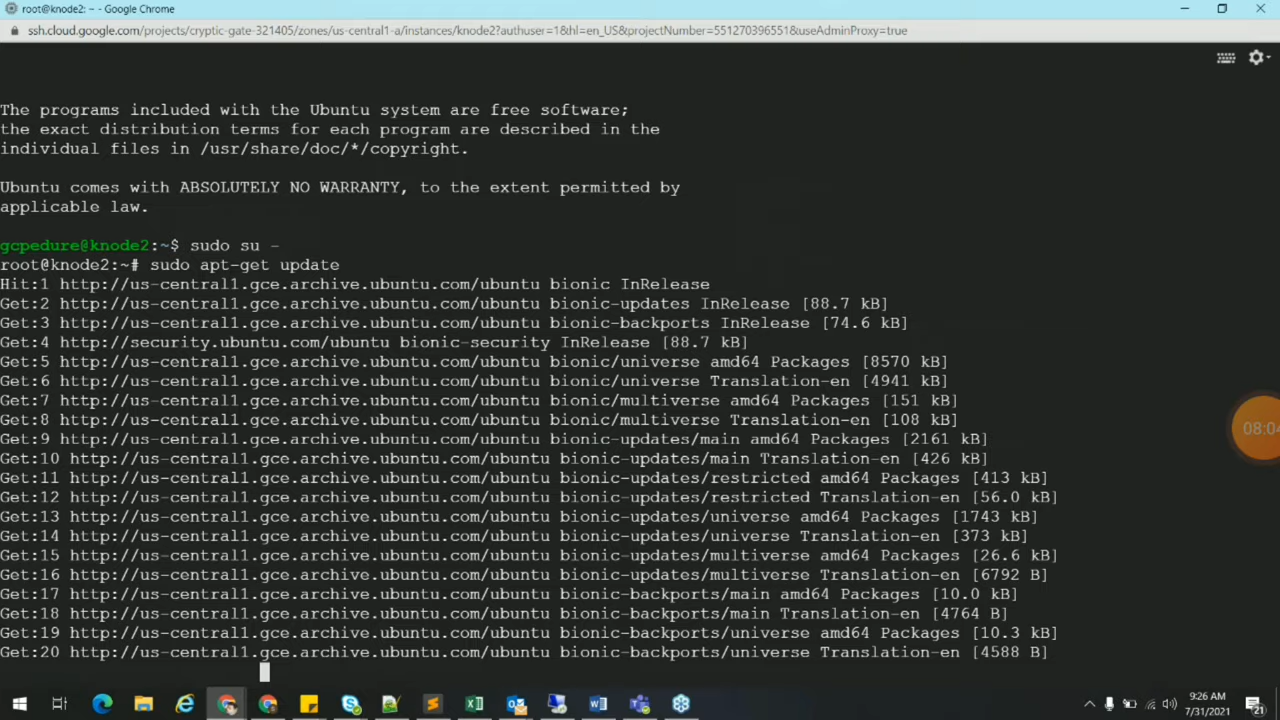 root@knode2: ~ - Google Chrome
ssh.cloud.google.com/projects/cryptic-gate-321405/zones/us-central1-a/instances/knode2?authuser=1&hl=en_US&projectNumber=551270396551&useAdminProxy=true
The programs included with the Ubuntu system are free software;
the exact distribution terms for each program are described in the
individual files in /usr/share/doc/*/copyright.
Ubuntu comes with ABSOLUTELY NO WARRANTY, to the extent permitted by
applicable law.
gcpedure@knode2:~$ sudo su -
root@knode2:~# sudo apt-get update
Hit:1 http://us-central1.gce.archive.ubuntu.com/ubuntu bionic InRelease
Get:2 http://us-central1.gce.archive.ubuntu.com/ubuntu bionic-updates InRelease [88.7 kB]
Get:3 http://us-central1.gce.archive.ubuntu.com/ubuntu bionic-backports InRelease [74.6 kB]
Get:4 http://security.ubuntu.com/ubuntu bionic-security InRelease [88.7 kB]
Get:5 http://us-central1.gce.archive.ubuntu.com/ubuntu bionic/universe amd64 Packages [8570 kB]
Get:6 http://us-central1.gce.archive.ubuntu.com/ubuntu bionic/universe Translation-en [4941 kB]
Get:7 http://us-central1.gce.archive.ubuntu.com/ubuntu bionic/multiverse amd64 Packages [151 kB]
Get:8 http://us-central1.gce.archive.ubuntu.com/ubuntu bionic/multiverse Translation-en [108 kB]
Get:9 http://us-central1.gce.archive.ubuntu.com/ubuntu bionic-updates/main amd64 Packages [2161 kB]
Get:10 http://us-central1.gce.archive.ubuntu.com/ubuntu bionic-updates/main Translation-en [426 kB]
Get:11 http://us-central1.gce.archive.ubuntu.com/ubuntu bionic-updates/restricted amd64 Packages [413 kB]
Get:12 http://us-central1.gce.archive.ubuntu.com/ubuntu bionic-updates/restricted Translation-en [56.0 kB]
Get:13 http://us-central1.gce.archive.ubuntu.com/ubuntu bionic-updates/universe amd64 Packages [1743 kB]
Get:14 http://us-central1.gce.archive.ubuntu.com/ubuntu bionic-updates/universe Translation-en [373 kB]
Get:15 http://us-central1.gce.archive.ubuntu.com/ubuntu bionic-updates/multiverse amd64 Packages [26.6 kB]
Get:16 http://us-central1.gce.archive.ubuntu.com/ubuntu bionic-updates/multiverse Translation-en [6792 B]
Get:17 http://us-central1.gce.archive.ubuntu.com/ubuntu bionic-backports/main amd64 Packages [10.0 kB]
Get:18 http://us-central1.gce.archive.ubuntu.com/ubuntu bionic-backports/main Translation-en [4764 B]
Get:19 http://us-central1.gce.archive.ubuntu.com/ubuntu bionic-backports/universe amd64 Packages [10.3 kB]
Get:20 http://us-central1.gce.archive.ubuntu.com/ubuntu bionic-backports/universe Translation-en [4588 B]
08:04
9:26 AM
7/31/2021
21